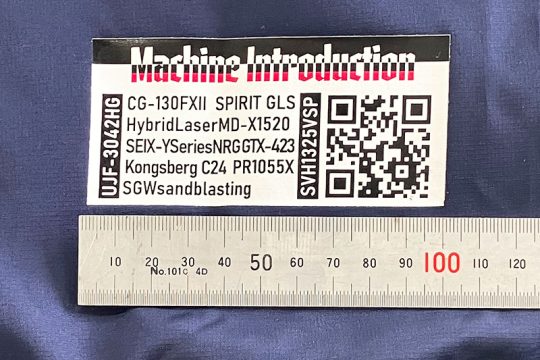 Machine Introduction
UJF-3042HG
CG-130FXII SPIRIT GLS
HybridLaserMD-X1520
SEIX-YSeriesNRGGTX-423
Kongsberg C24 PR1055X
SGWsandblasting
SVH1325VSP
10 20 30 40 50 60 70 80 90 100 110 120
No.101C 4D